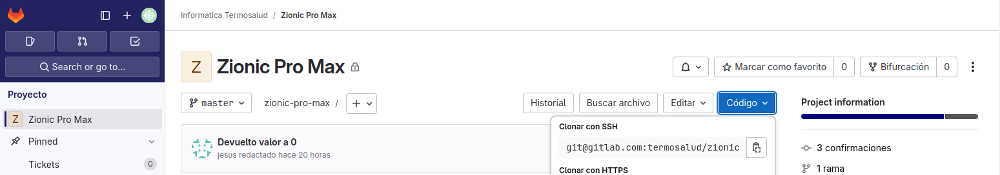 Informatica Termosalud / Zionic Pro Max
Search or go to...
Proyecto
Z Zionic Pro Max
Pinned
Tickets 0
Z Zionic Pro Max
Marcar como favorito 0
Bifurcación 0
master
zionic-pro-max /
Historial
Buscar archivo
Editar
Código
Devuelto valor a 0
jesus redactado hace 20 horas
Clonar con SSH
git@gitlab.com:termosalud/zionic
Clonar con HTTPS
Project information
3 confirmaciones
1 rama